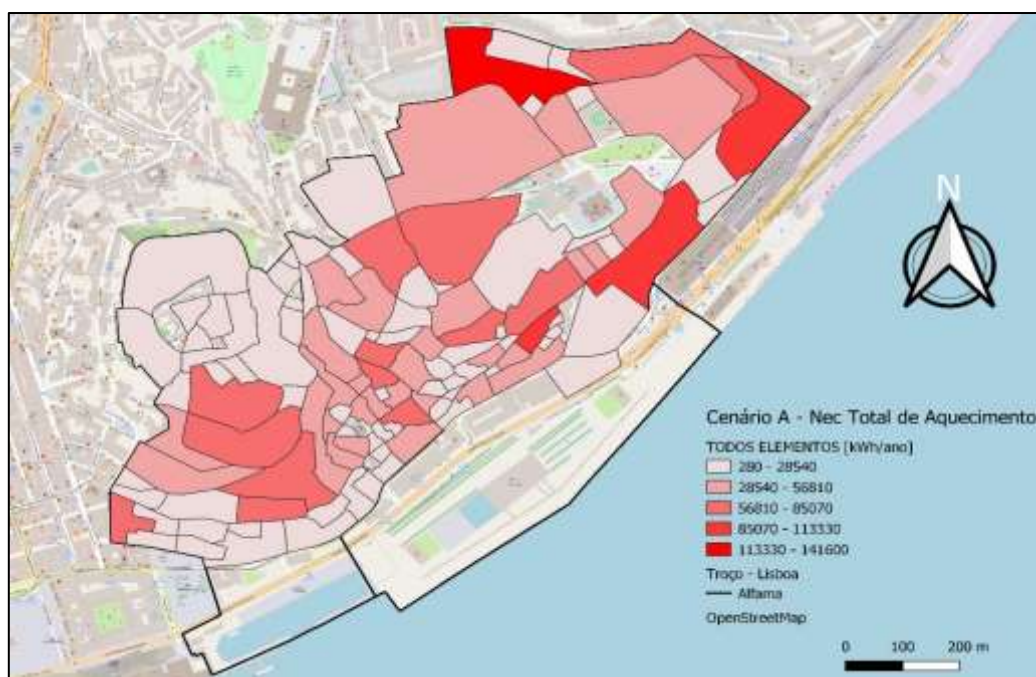 N
Cenário A - Nec Total de Aquecimento
TODOS ELEMENTOS [kWh/ano]
280 - 28540
28540 - 56810
56810 - 85070
85070 - 113330
113330 - 141600
Troço - Lisboa
Alfama
OpenStreetMap
0 100 200 m